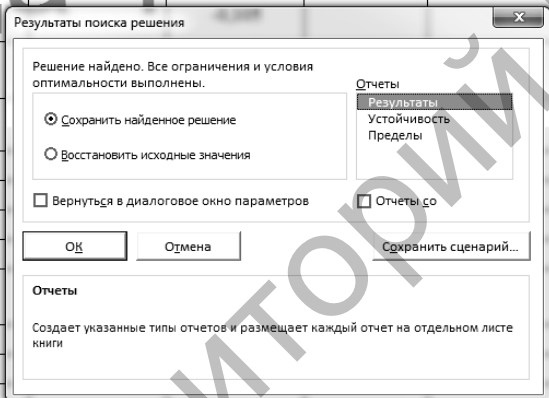 Результаты поиска решения
Решение найдено. Все ограничения и условия
оптимальности выполнены.
Отчеты
Результаты
Устойчивость
Пределы
Сохранить найденное решение
Восстановить исходные значения
Вернуться в диалоговое окно параметров
Отчеты со
ОК
Отмена
Сохранить сценарий...
Отчеты
Создает указанные типы отчетов и размещает каждый отчет на отдельном листе
книги